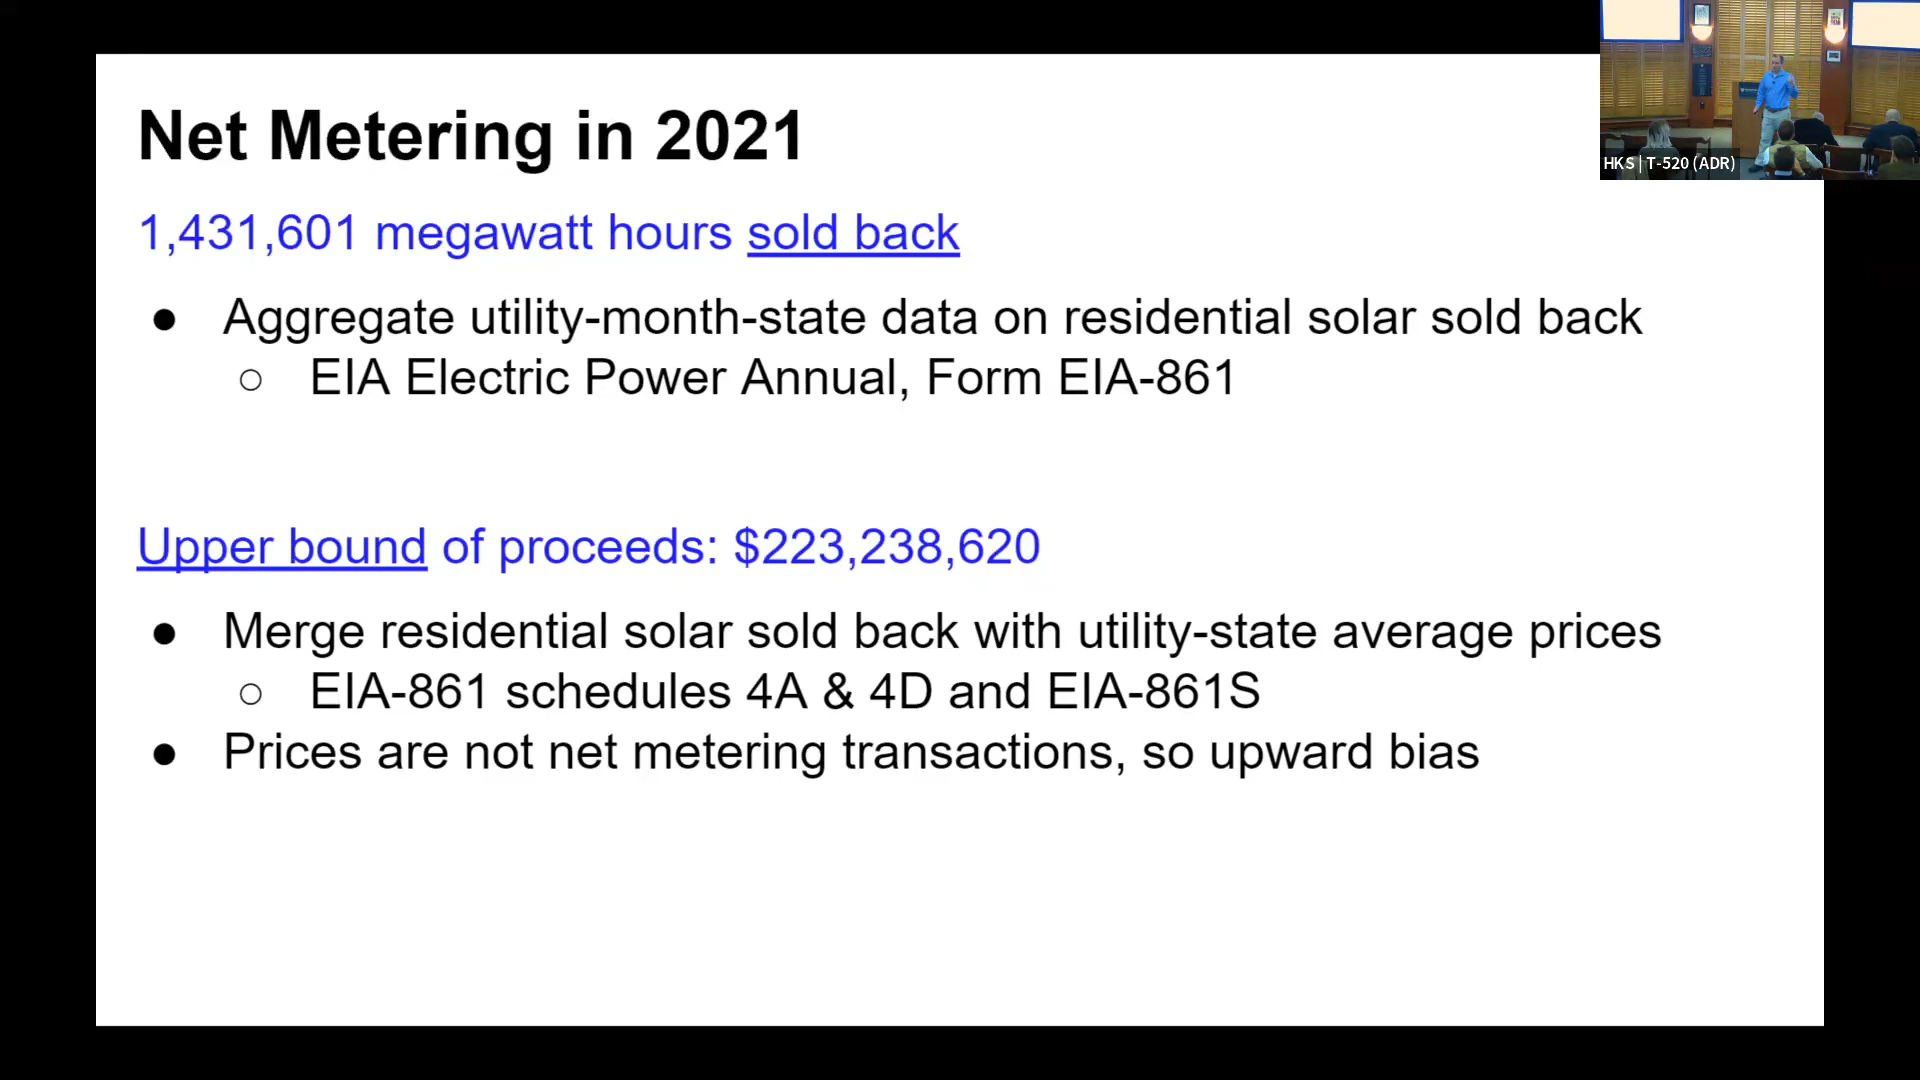 Net Metering in 2021
1,431,601 megawatt hours sold back
● Aggregate utility-month-state data on residential solar sold back
○ EIA Electric Power Annual, Form EIA-861
Upper bound of proceeds: $223,238,620
● Merge residential solar sold back with utility-state average prices
○ EIA-861 schedules 4A & 4D and EIA-861S
● Prices are not net metering transactions, so upward bias
HKS | T-520 (ADR)